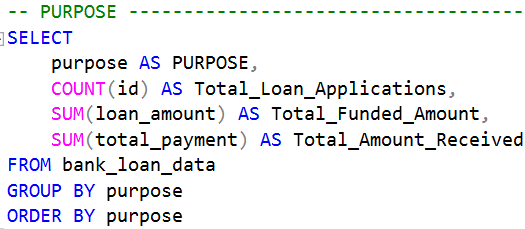 -- PURPOSE ------------------------------------
SELECT
    purpose AS PURPOSE,
    COUNT(id) AS Total_Loan_Applications,
    SUM(loan_amount) AS Total_Funded_Amount,
    SUM(total_payment) AS Total_Amount_Received
FROM bank_loan_data
GROUP BY purpose
ORDER BY purpose